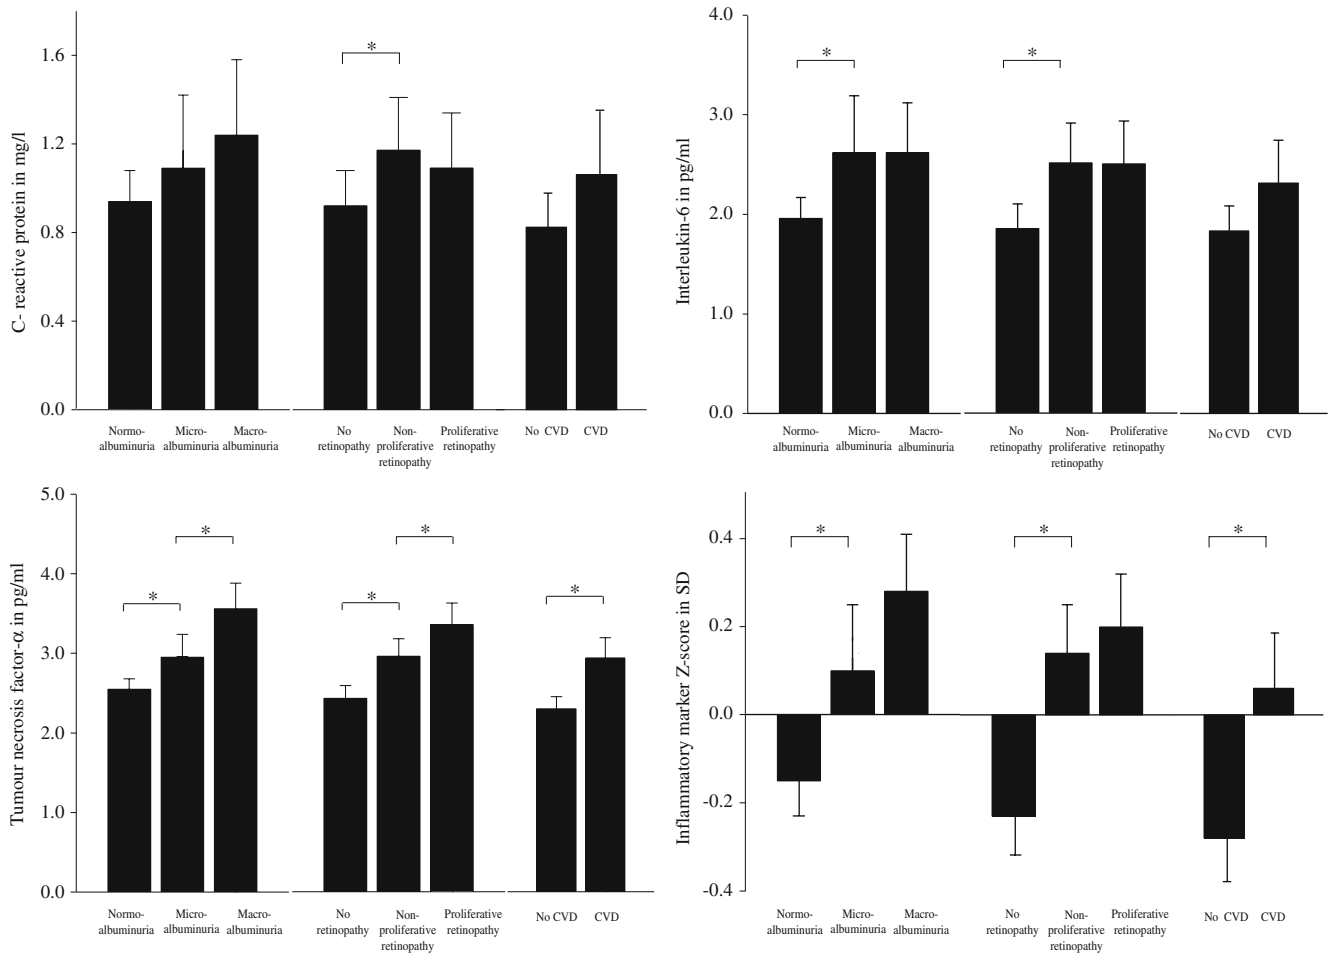 C- reactive protein in mg/l
1.6
1.2
0.8
0.4
0.0
*
Normo-
albuminuria
Micro-
albuminuria
Macro-
albuminuria
No
retinopathy
Non-
proliferative
retinopathy
Proliferative
retinopathy
No CVD
CVD
Interleukin-6 in pg/ml
4.0
3.0
2.0
1.0
0.0
*
*
Normo-
albuminuria
Micro-
albuminuria
Macro-
albuminuria
No
retinopathy
Non-
proliferative
retinopathy
Proliferative
retinopathy
No CVD
CVD
Tumour necrosis factor-α in pg/ml
5.0
4.0
3.0
2.0
1.0
0.0
*
*
*
*
*
Normo-
albuminuria
Micro-
albuminuria
Macro-
albuminuria
No
retinopathy
Non-
proliferative
retinopathy
Proliferative
retinopathy
No CVD
CVD
Inflammatory marker Z-score in SD
0.4
0.2
0.0
-0.2
-0.4
*
*
*
Normo-
albuminuria
Micro-
albuminuria
Macro-
albuminuria
No
retinopathy
Non-
proliferative
retinopathy
Proliferative
retinopathy
No CVD
CVD